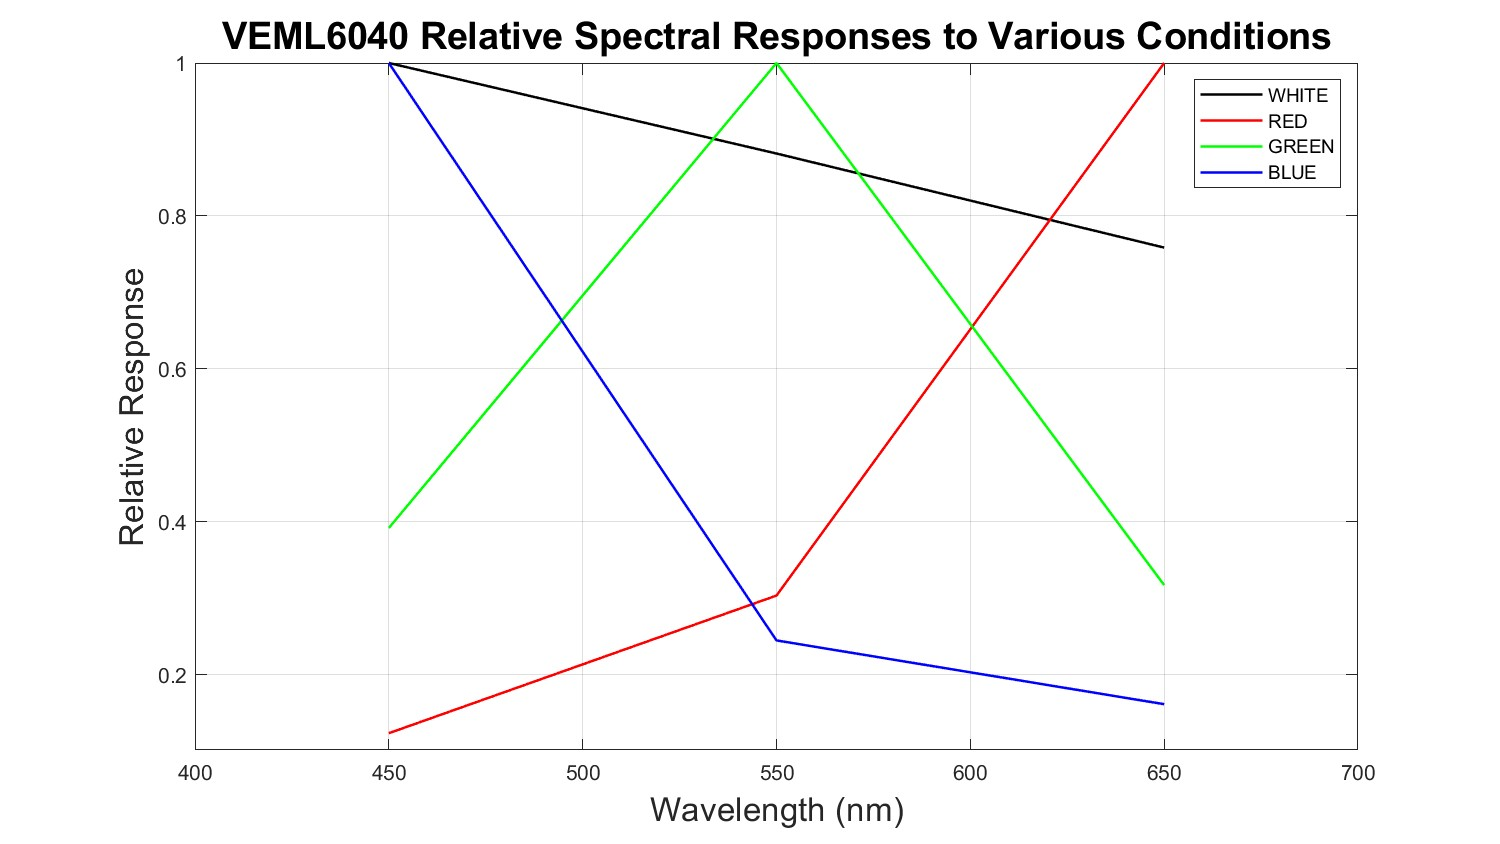 VEML6040 Relative Spectral Responses to Various Conditions
1
0.8
0.6
0.4
0.2
Relative Response
WHITE
RED
GREEN
BLUE
400 450 500 550 600 650 700
Wavelength (nm)